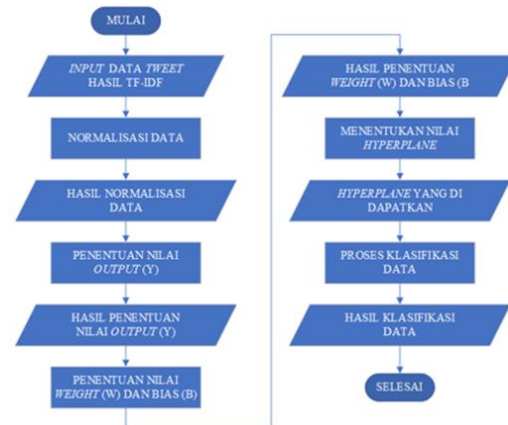 MULAI
INPUT DATA TWEET
HASIL TF-IDF
NORMALISASI DATA
HASIL NORMALISASI
DATA
PENENTUAN NILAI
OUTPUT (Y)
HASIL PENENTUAN
NILAI OUTPUT (Y)
PENENTUAN NILAI
WEIGHT (W) DAN BIAS (B)
HASIL PENENTUAN
WEIGHT (W) DAN BIAS (B
MENENTUKAN NILAI
HYPERPLANE
HYPERPLANE YANG DI
DAPATKAN
PROSES KLASIFIKASI
DATA
HASIL KLASIFIKASI
DATA
SELESAI